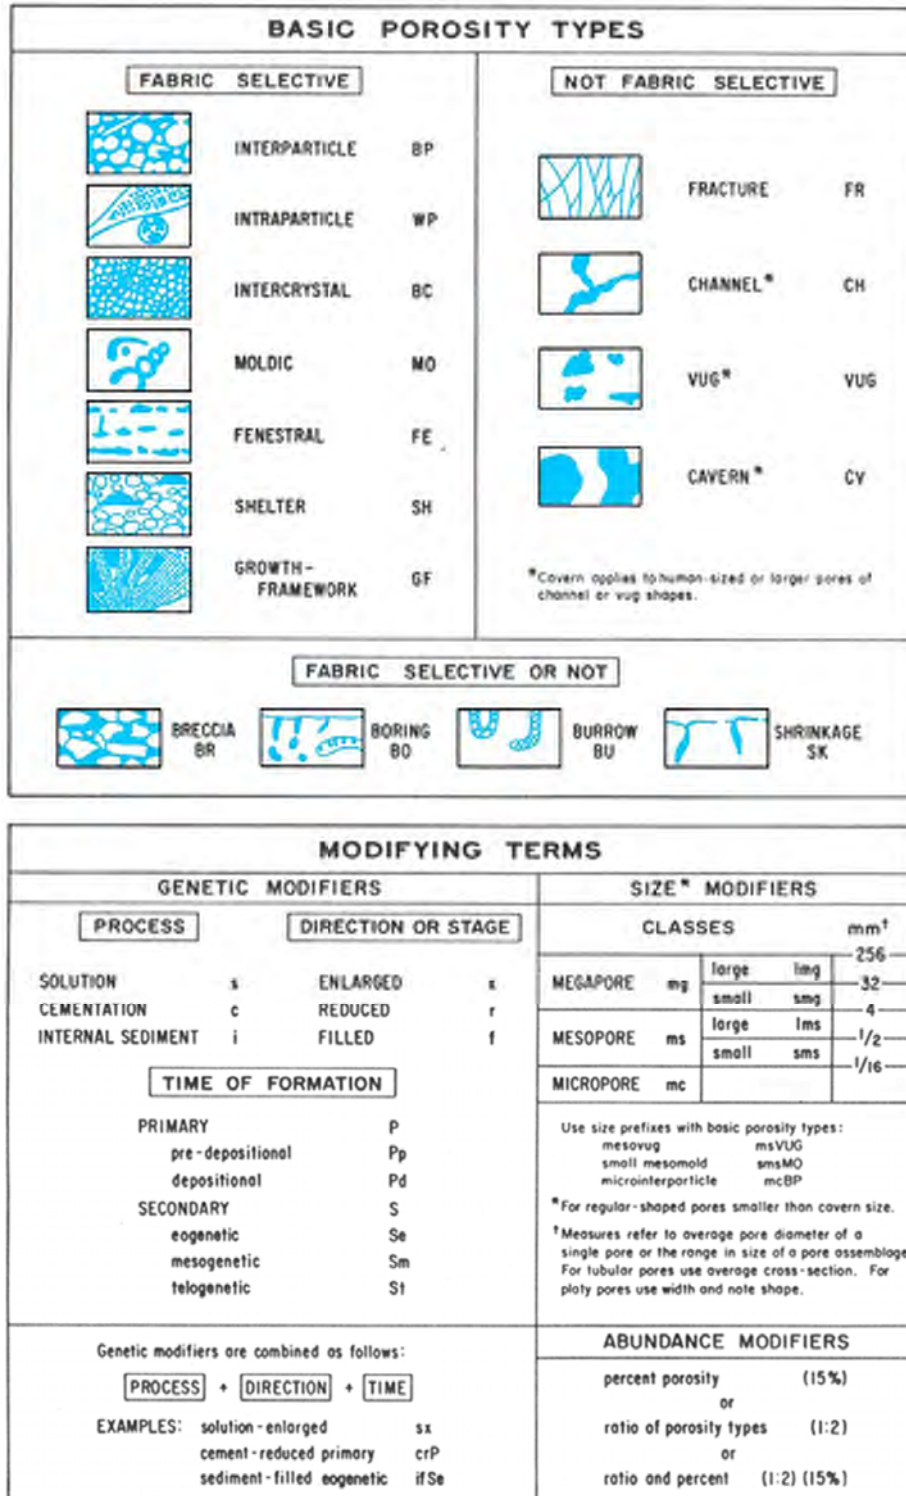 BASIC POROSITY TYPES
FABRIC SELECTIVE
INTERPARTICLE BP
INTRAPARTICLE WP
INTERCRYSTAL BC
MOLDIC MO
FENESTRAL FE
SHELTER SH
GROWTH-
FRAMEWORK GF
NOT FABRIC SELECTIVE
FRACTURE FR
CHANNEL* CH
VUG* VUG
CAVERN* CV
*Cavern applies to human-sized or larger pores of
channel or vug shapes.
FABRIC SELECTIVE OR NOT
BRECCIA
BR
BORING
BO
BURROW
BU
SHRINKAGE
SK
MODIFYING TERMS
GENETIC MODIFIERS
PROCESS DIRECTION OR STAGE
SOLUTION s ENLARGED x
CEMENTATION c REDUCED r
INTERNAL SEDIMENT i FILLED f
TIME OF FORMATION
PRIMARY P
pre-depositional Pp
depositional Pd
SECONDARY S
eogenetic Se
mesogenetic Sm
telogenetic St
Genetic modifiers are combined as follows:
PROCESS + DIRECTION + TIME
EXAMPLES: solution-enlarged sx
cement-reduced primary crP
sediment-filled eogenetic ifSe
SIZE* MODIFIERS
CLASSES mm†
256
MEGAPORE mg large lmg
32
small smg
4
MESOPORE ms large lms
1/2
small sms
1/16
MICROPORE mc
Use size prefixes with basic porosity types:
mesovug msVUG
small mesomold smsMO
microinterparticle mcBP
*For regular-shaped pores smaller than cavern size.
†Measures refer to average pore diameter of a
single pore or the range in size of a pore assemblage.
For tubular pores use average cross-section. For
platy pores use width and note shape.
ABUNDANCE MODIFIERS
percent porosity (15%)
or
ratio of porosity types (1:2)
or
ratio and percent (1:2) (15%)